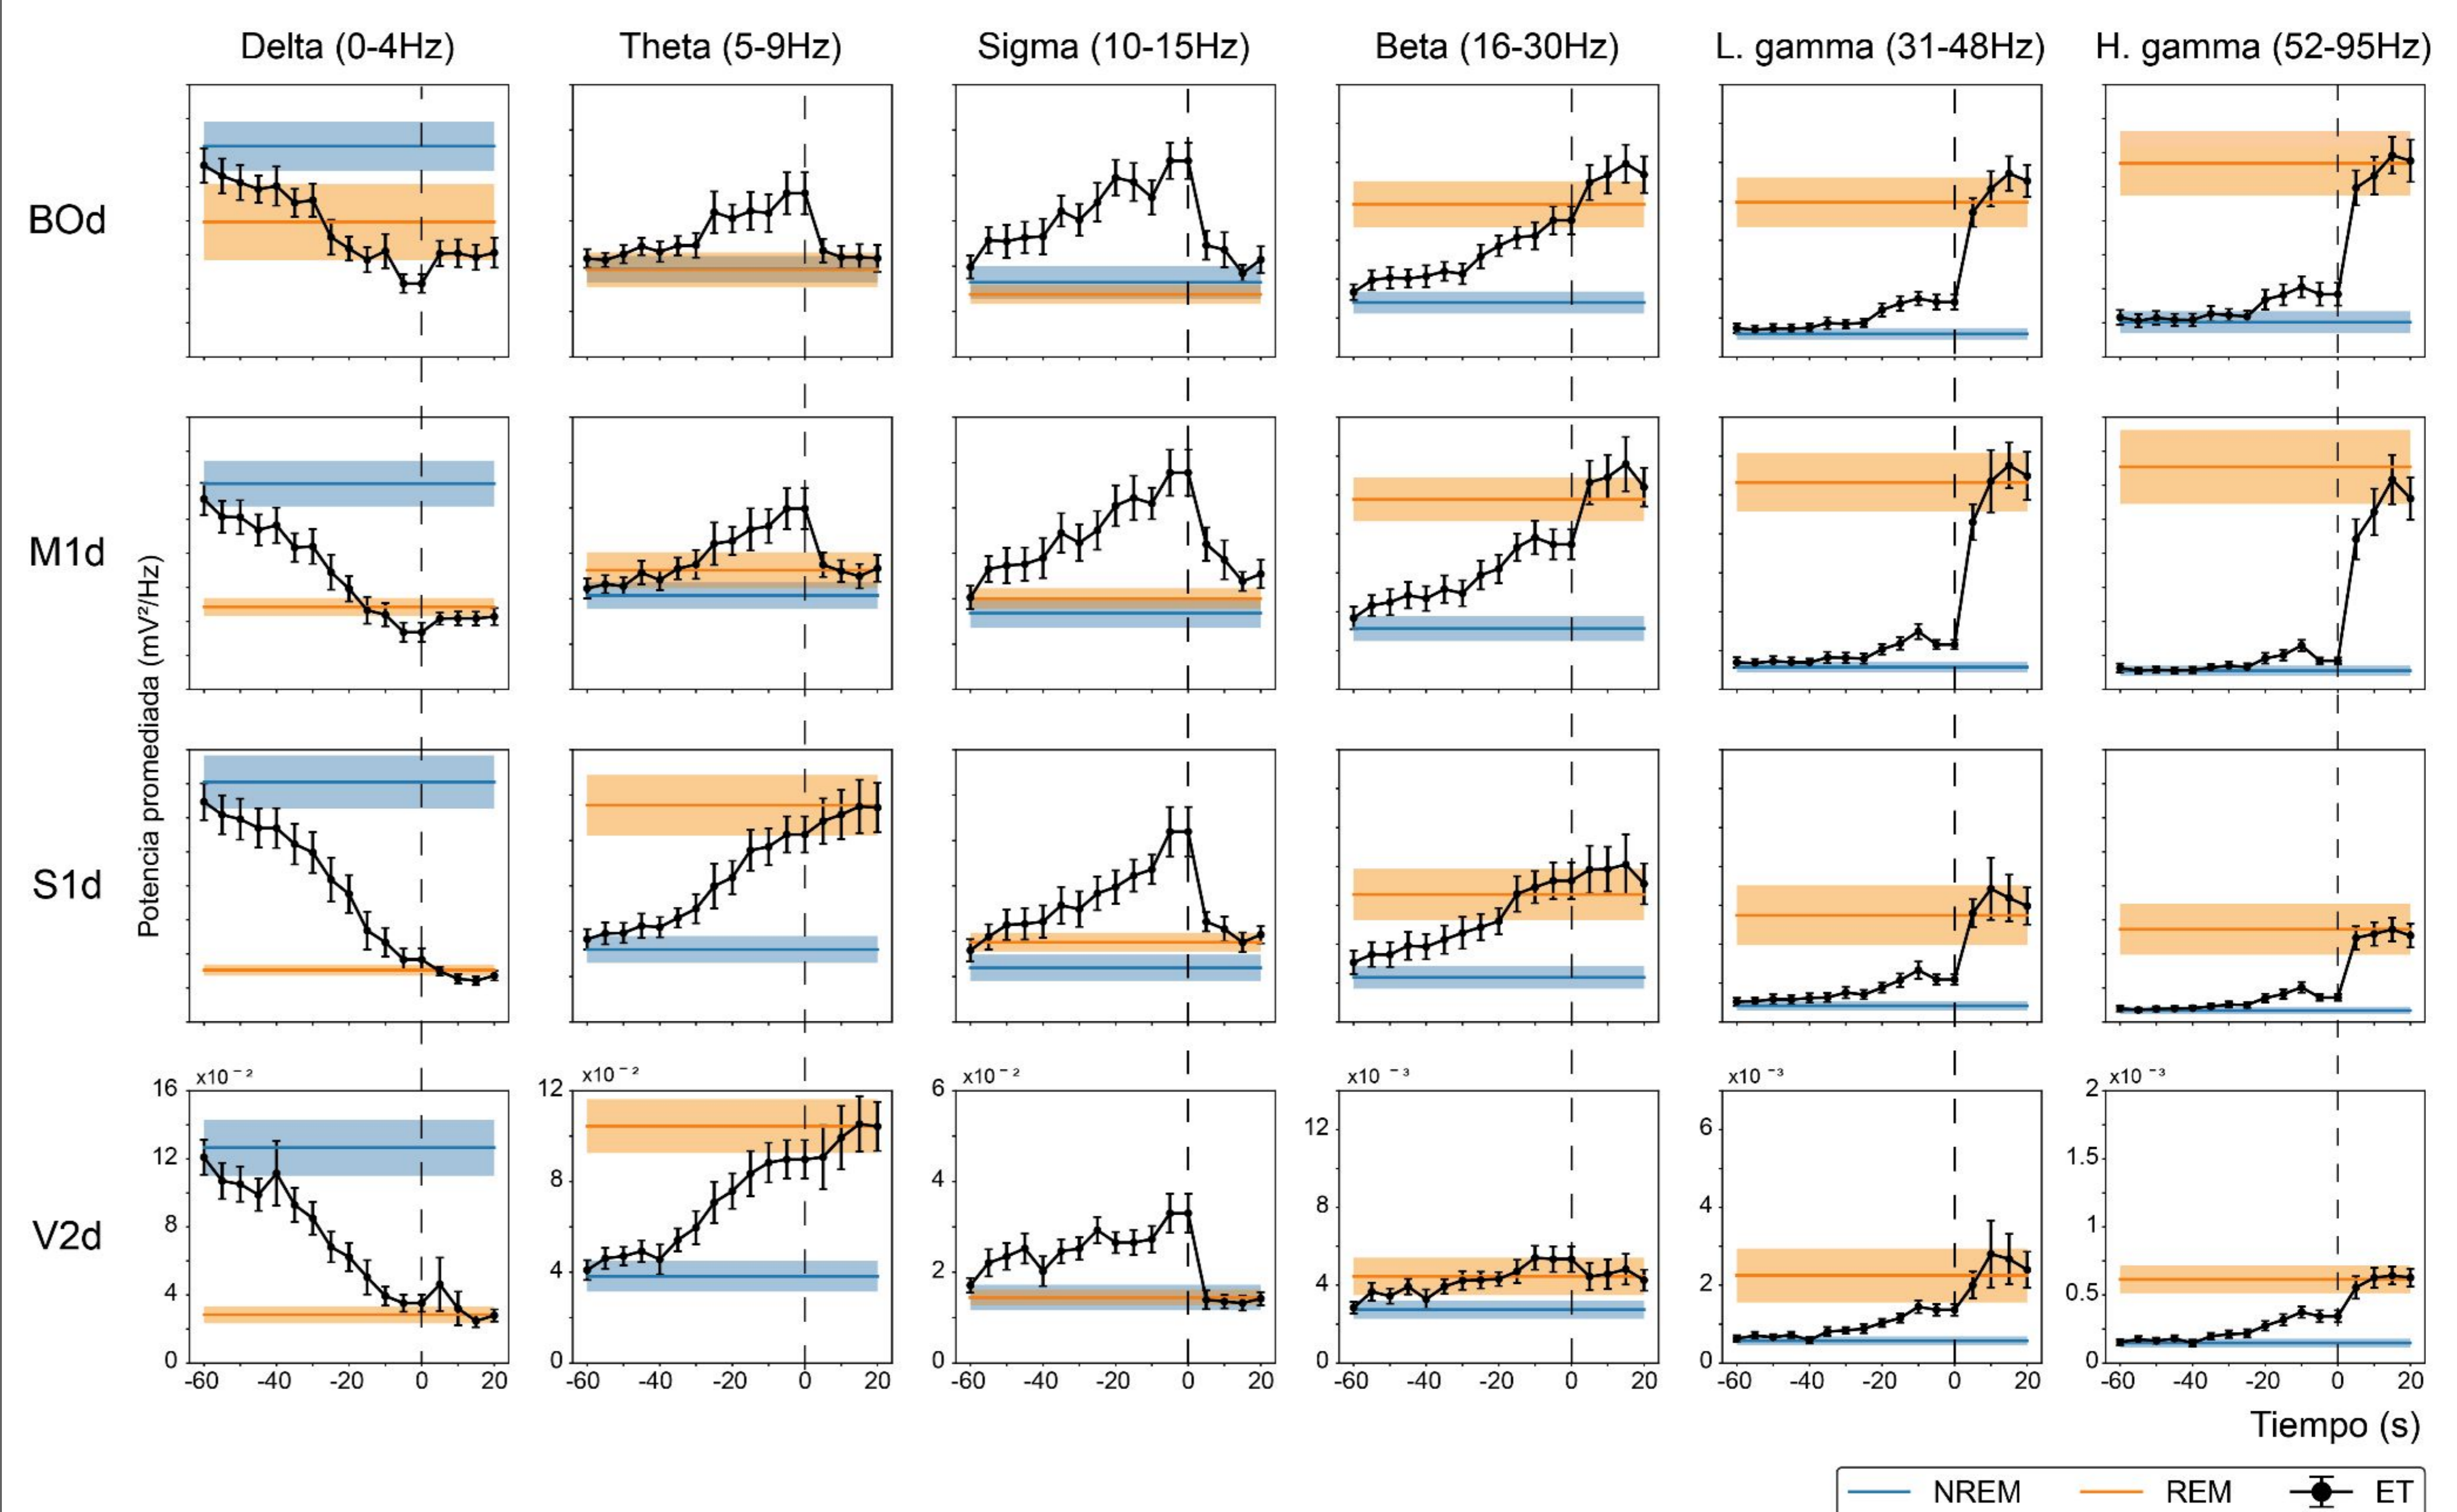 Delta (0-4Hz) Theta (5-9Hz) Sigma (10-15Hz) Beta (16-30Hz) L. gamma (31-48Hz) H. gamma (52-95Hz)
BOd
M1d
Potencia promediada (mV²/Hz)
S1d
V2d
x10⁻² x10⁻² x10⁻² x10⁻³ x10⁻³ x10⁻³
16 12 6 2
12 12 6 1.5
8 8 4 8 4 1
4 4 2 4 2 0.5
0 0 0 0 0 0
-60 -40 -20 0 20 -60 -40 -20 0 20 -60 -40 -20 0 20 -60 -40 -20 0 20 -60 -40 -20 0 20 -60 -40 -20 0 20
Tiempo (s)
NREM REM ET